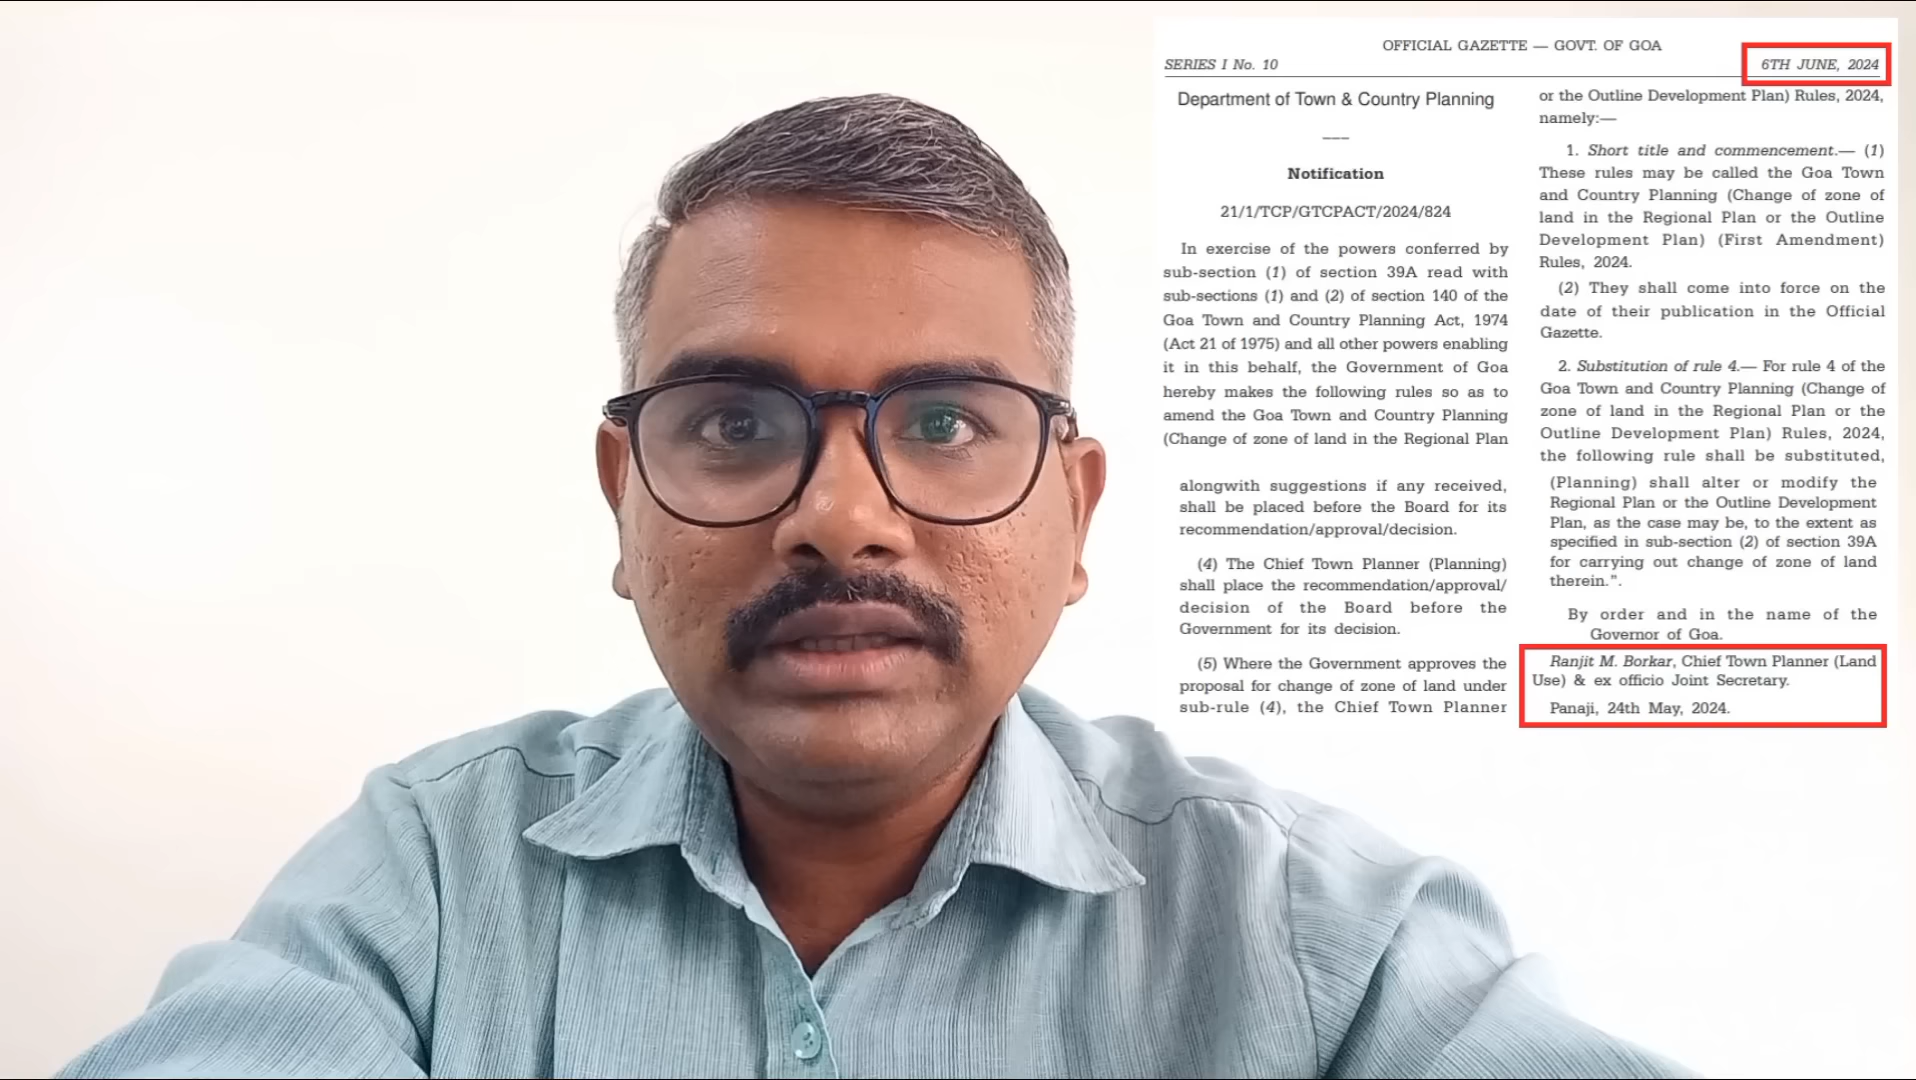 OFFICIAL GAZETTE — GOVT. OF GOA
SERIES I No. 10
6TH JUNE, 2024
Department of Town & Country Planning
___
Notification
21/1/TCP/GTCPACT/2024/824
In exercise of the powers conferred by
sub-section (1) of section 39A read with
sub-sections (1) and (2) of section 140 of the
Goa Town and Country Planning Act, 1974
(Act 21 of 1975) and all other powers enabling
it in this behalf, the Government of Goa
hereby makes the following rules so as to
amend the Goa Town and Country Planning
(Change of zone of land in the Regional Plan
alongwith suggestions if any received,
shall be placed before the Board for its
recommendation/approval/decision.
(4) The Chief Town Planner (Planning)
shall place the recommendation/approval/
decision of the Board before the
Government for its decision.
(5) Where the Government approves the
proposal for change of zone of land under
sub-rule (4), the Chief Town Planner
or the Outline Development Plan) Rules, 2024,
namely:—
1. Short title and commencement.— (1)
These rules may be called the Goa Town
and Country Planning (Change of zone of
land in the Regional Plan or the Outline
Development Plan) (First Amendment)
Rules, 2024.
(2) They shall come into force on the
date of their publication in the Official
Gazette.
2. Substitution of rule 4.— For rule 4 of the
Goa Town and Country Planning (Change of
zone of land in the Regional Plan or the
Outline Development Plan) Rules, 2024,
the following rule shall be substituted,
(Planning) shall alter or modify the
Regional Plan or the Outline Development
Plan, as the case may be, to the extent as
specified in sub-section (2) of section 39A
for carrying out change of zone of land
therein.”.
By order and in the name of the
Governor of Goa.
Ranjit M. Borkar, Chief Town Planner (Land
Use) & ex officio Joint Secretary.
Panaji, 24th May, 2024.